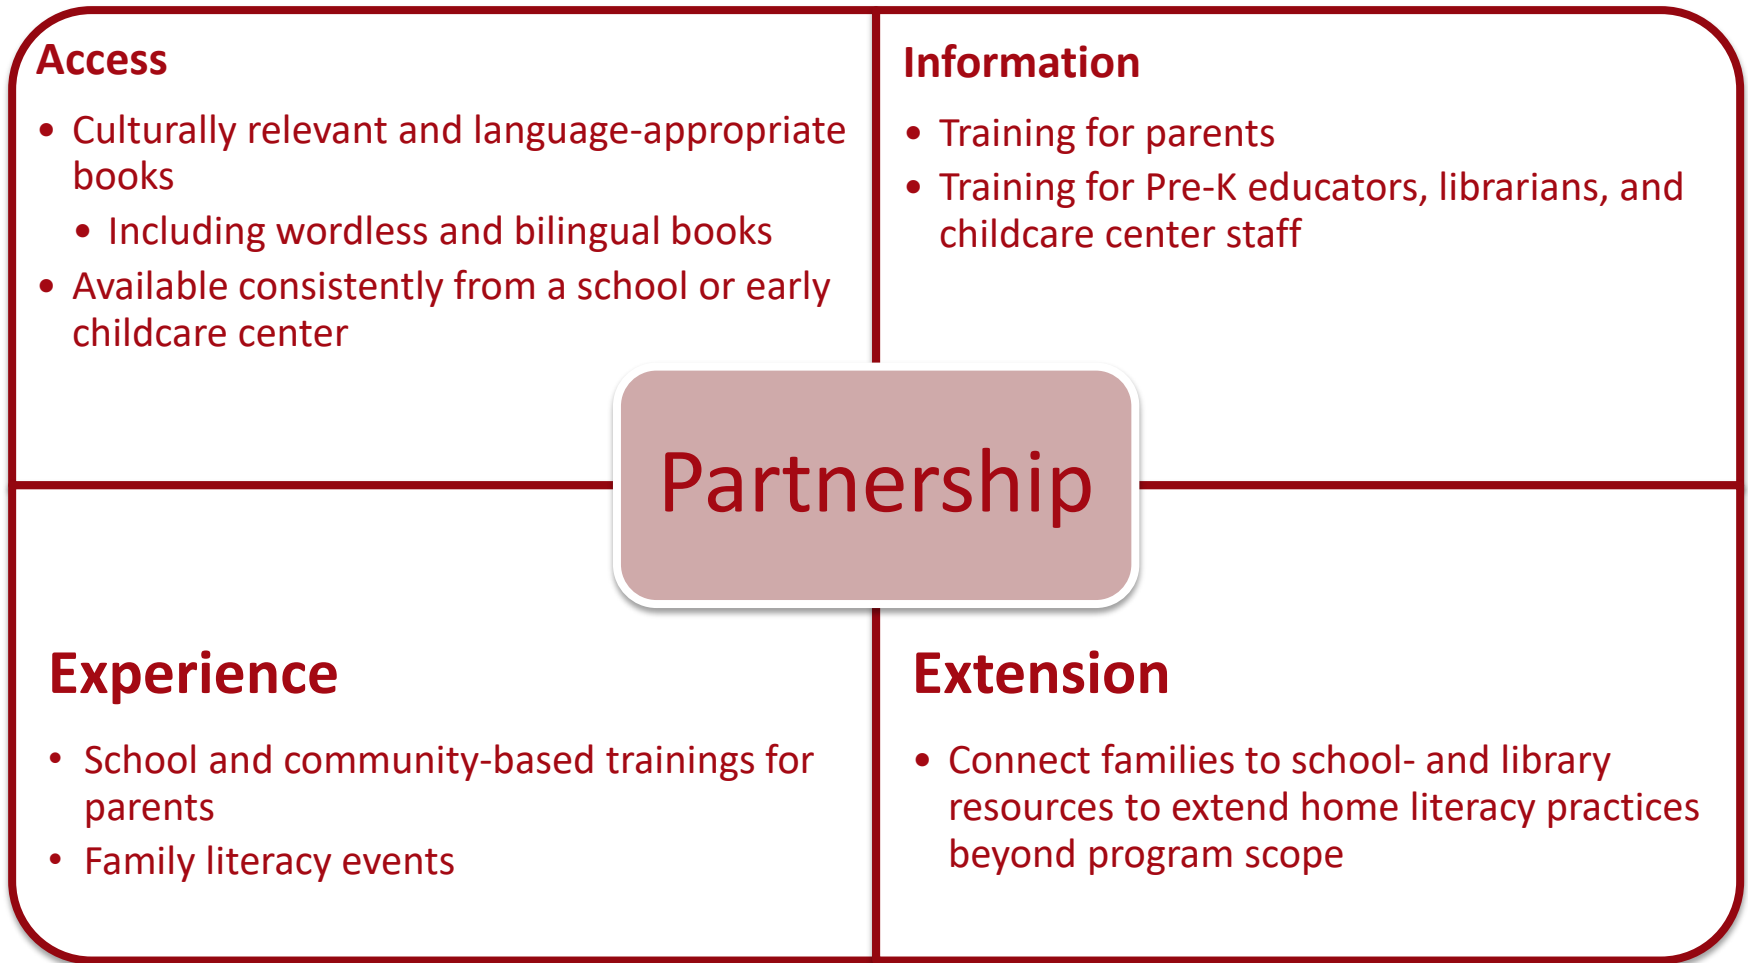 Access
• Culturally relevant and language-appropriate
books
• Including wordless and bilingual books
• Available consistently from a school or early
childcare center
Information
• Training for parents
• Training for Pre-K educators, librarians, and
childcare center staff
Partnership
Experience
• School and community-based trainings for
parents
• Family literacy events
Extension
• Connect families to school- and library
resources to extend home literacy practices
beyond program scope